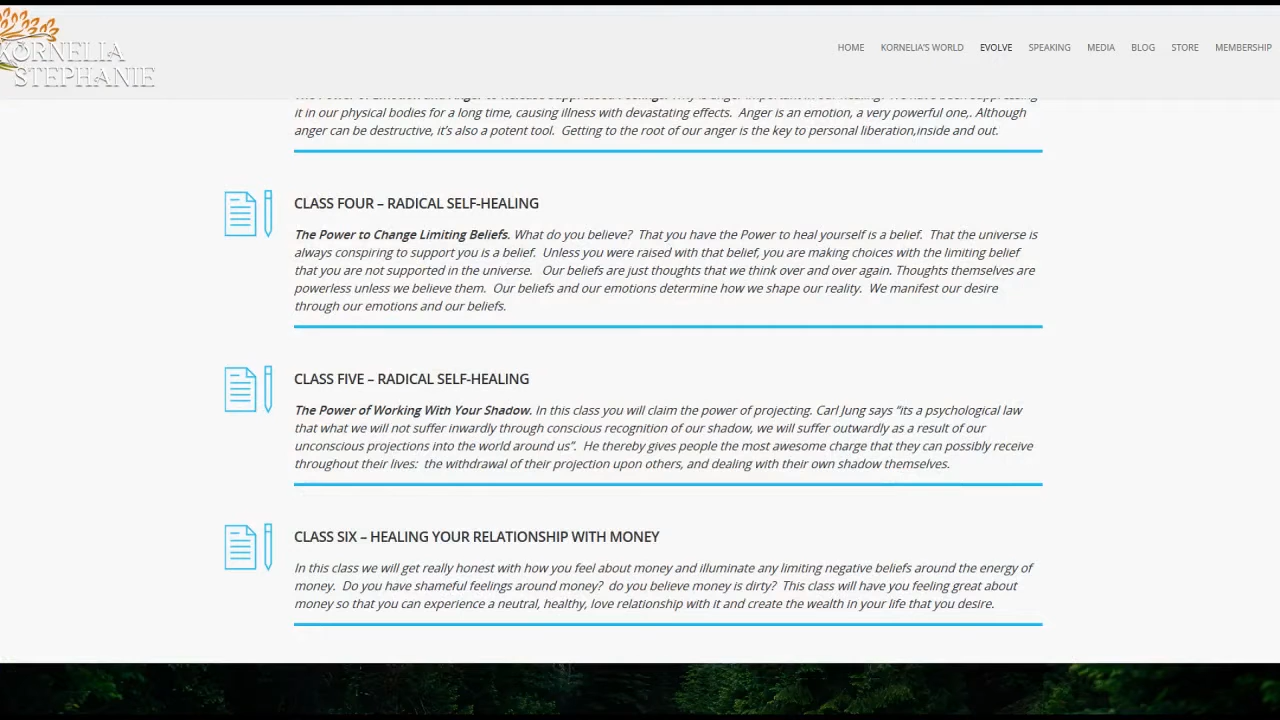 KORNELIA
STEPHANIE
HOME KORNELIA'S WORLD EVOLVE SPEAKING MEDIA BLOG STORE MEMBERSHIP
it in our physical bodies for a long time, causing illness with devastating effects.  Anger is an emotion, a very powerful one,. Although
anger can be destructive, it's also a potent tool.  Getting to the root of our anger is the key to personal liberation,inside and out.
CLASS FOUR – RADICAL SELF-HEALING
The Power to Change Limiting Beliefs. What do you believe?  That you have the Power to heal yourself is a belief.  That the universe is
always conspiring to support you is a belief.  Unless you were raised with that belief, you are making choices with the limiting belief
that you are not supported in the universe.   Our beliefs are just thoughts that we think over and over again. Thoughts themselves are
powerless unless we believe them.  Our beliefs and our emotions determine how we shape our reality.  We manifest our desire
through our emotions and our beliefs.
CLASS FIVE – RADICAL SELF-HEALING
The Power of Working With Your Shadow. In this class you will claim the power of projecting. Carl Jung says “its a psychological law
that what we will not suffer inwardly through conscious recognition of our shadow, we will suffer outwardly as a result of our
unconscious projections into the world around us”.  He thereby gives people the most awesome charge that they can possibly receive
throughout their lives:  the withdrawal of their projection upon others, and dealing with their own shadow themselves.
CLASS SIX – HEALING YOUR RELATIONSHIP WITH MONEY
In this class we will get really honest with how you feel about money and illuminate any limiting negative beliefs around the energy of
money.  Do you have shameful feelings around money?  do you believe money is dirty?  This class will have you feeling great about
money so that you can experience a neutral, healthy, love relationship with it and create the wealth in your life that you desire.